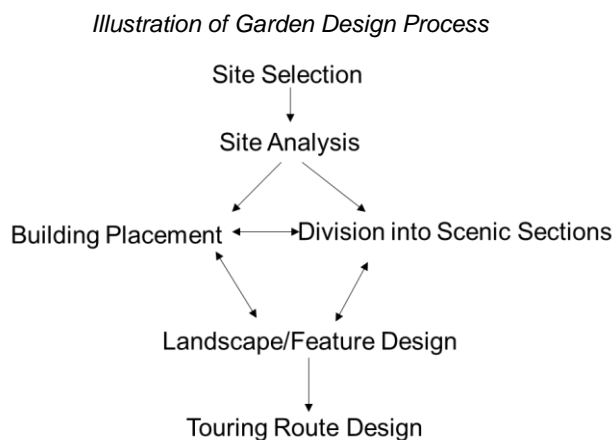 Illustration of Garden Design Process
Site Selection
Site Analysis
Building Placement
Division into Scenic Sections
Landscape/Feature Design
Touring Route Design